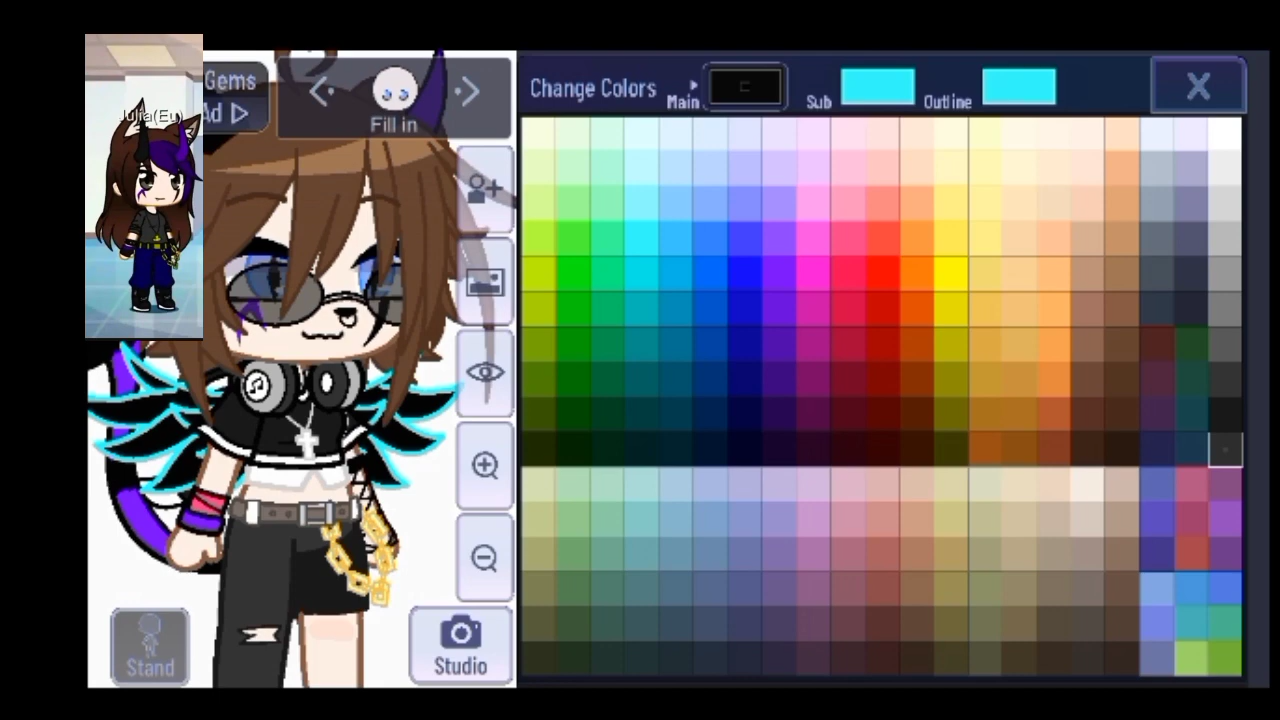 Julia(Eu)
Gems
Ad
Fill in
Change Colors
Main
Sub
Outline
X
Stand
Studio